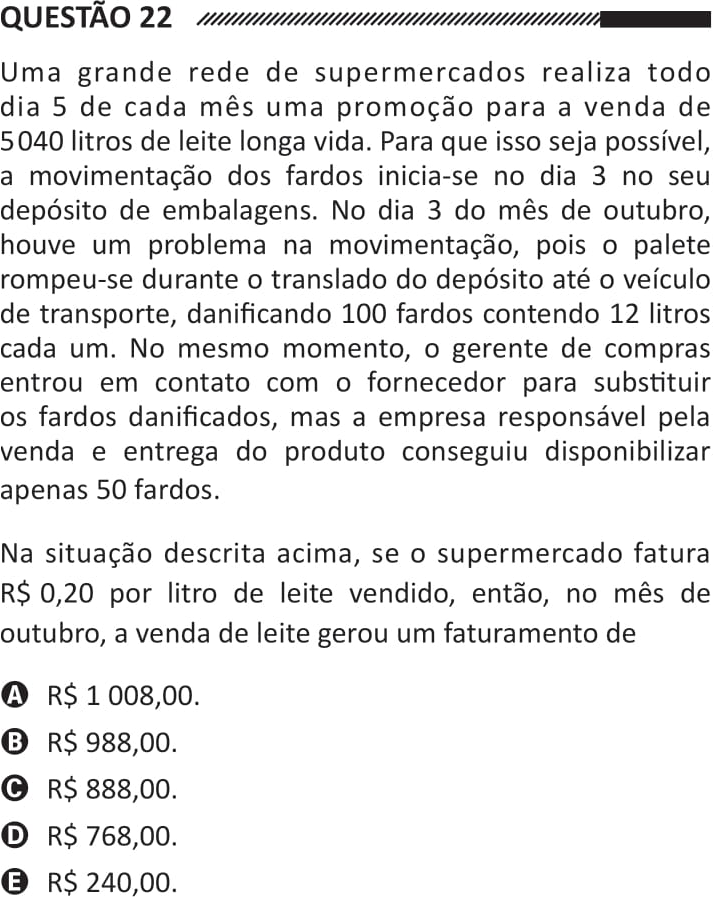 QUESTÃO 22
Uma grande rede de supermercados realiza todo
dia 5 de cada mês uma promoção para a venda de
5 040 litros de leite longa vida. Para que isso seja possível,
a movimentação dos fardos inicia-se no dia 3 no seu
depósito de embalagens. No dia 3 do mês de outubro,
houve um problema na movimentação, pois o palete
rompeu-se durante o translado do depósito até o veículo
de transporte, danificando 100 fardos contendo 12 litros
cada um. No mesmo momento, o gerente de compras
entrou em contato com o fornecedor para substituir
os fardos danificados, mas a empresa responsável pela
venda e entrega do produto conseguiu disponibilizar
apenas 50 fardos.
Na situação descrita acima, se o supermercado fatura
R$ 0,20 por litro de leite vendido, então, no mês de
outubro, a venda de leite gerou um faturamento de
A R$ 1 008,00.
B R$ 988,00.
C R$ 888,00.
D R$ 768,00.
E R$ 240,00.